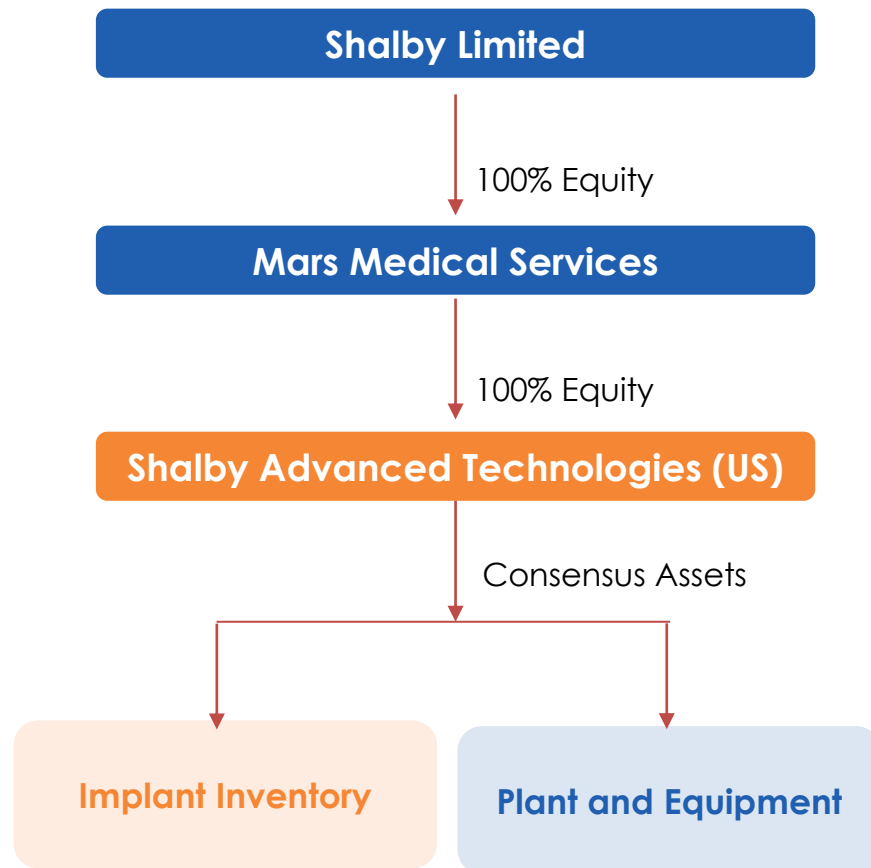 Shalby Limited
100% Equity
Mars Medical Services
100% Equity
Shalby Advanced Technologies (US)
Consensus Assets
Implant Inventory
Plant and Equipment